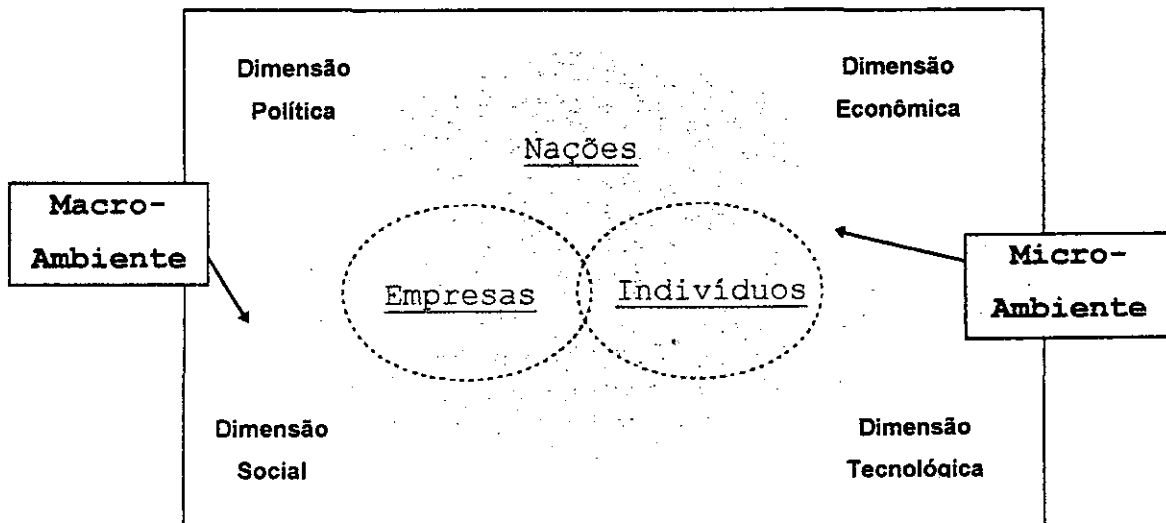 Dimensão
Política
Dimensão
Econômica
Nações
Macro-
Ambiente
Empresas
Indivíduos
Micro-
Ambiente
Dimensão
Social
Dimensão
Tecnológica